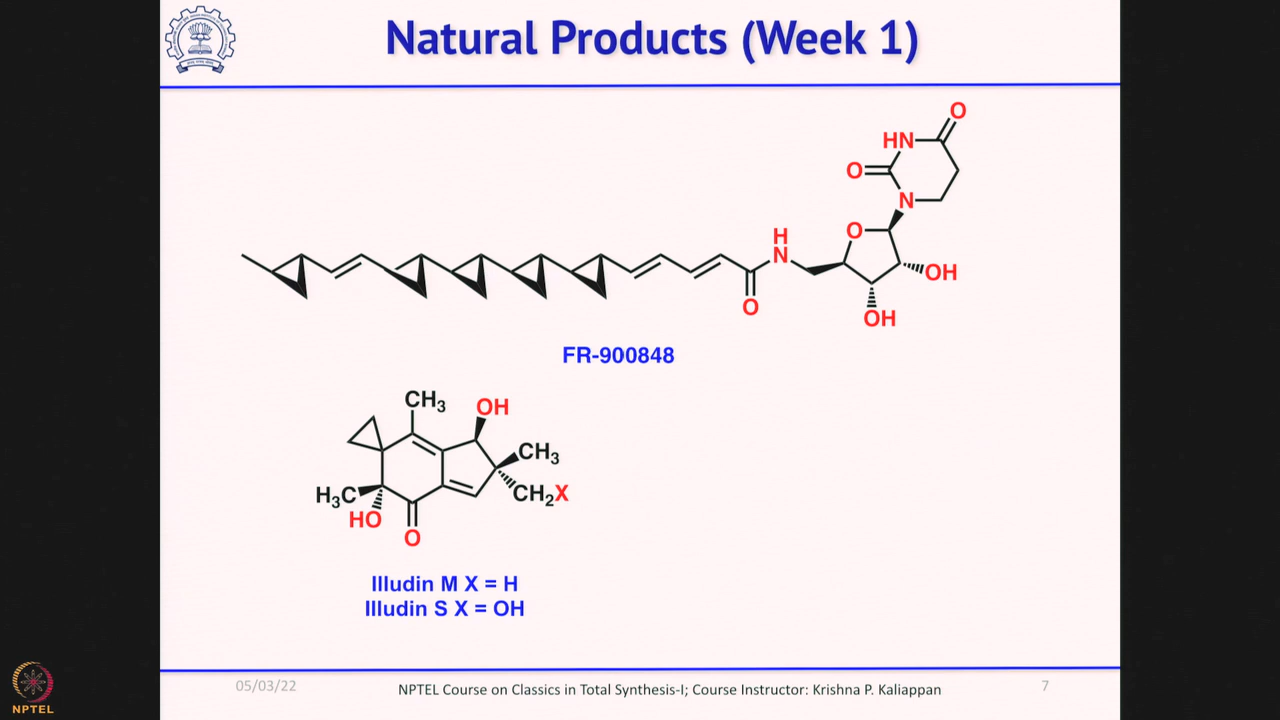 Natural Products (Week 1)
O
HN
O
N
O
H
N
OH
O
OH
FR-900848
CH3
OH
CH3
H3C
CH2X
HO
O
Illudin M X = H
Illudin S X = OH
05/03/22
NPTEL Course on Classics in Total Synthesis-I; Course Instructor: Krishna P. Kaliappan
7
NPTEL